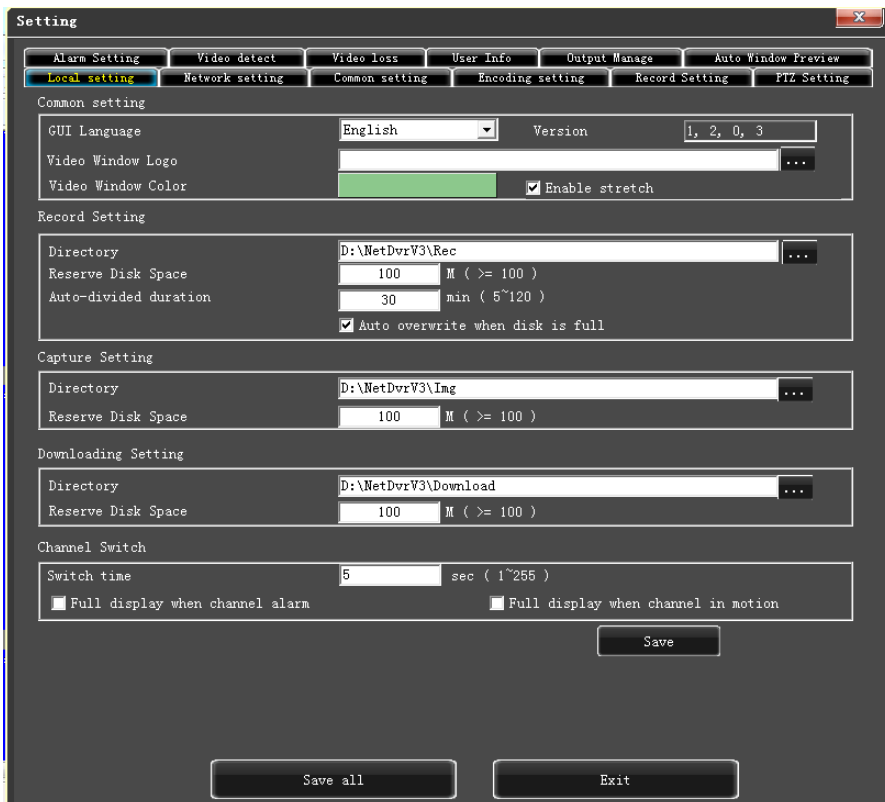 Setting
Alarm Setting Video detect Video loss User Info Output Manage Auto Window Preview
Local setting Network setting Common setting Encoding setting Record Setting PTZ Setting
Common setting
GUI Language English Version 1, 2, 0, 3
Video Window Logo ...
Video Window Color Enable stretch
Record Setting
Directory D:\NetDvrV3\Rec ...
Reserve Disk Space 100 M ( >= 100 )
Auto-divided duration 30 min ( 5~120 )
Auto overwrite when disk is full
Capture Setting
Directory D:\NetDvrV3\Img ...
Reserve Disk Space 100 M ( >= 100 )
Downloading Setting
Directory D:\NetDvrV3\Download ...
Reserve Disk Space 100 M ( >= 100 )
Channel Switch
Switch time 5 sec ( 1~255 )
Full display when channel alarm Full display when channel in motion
Save
Save all Exit